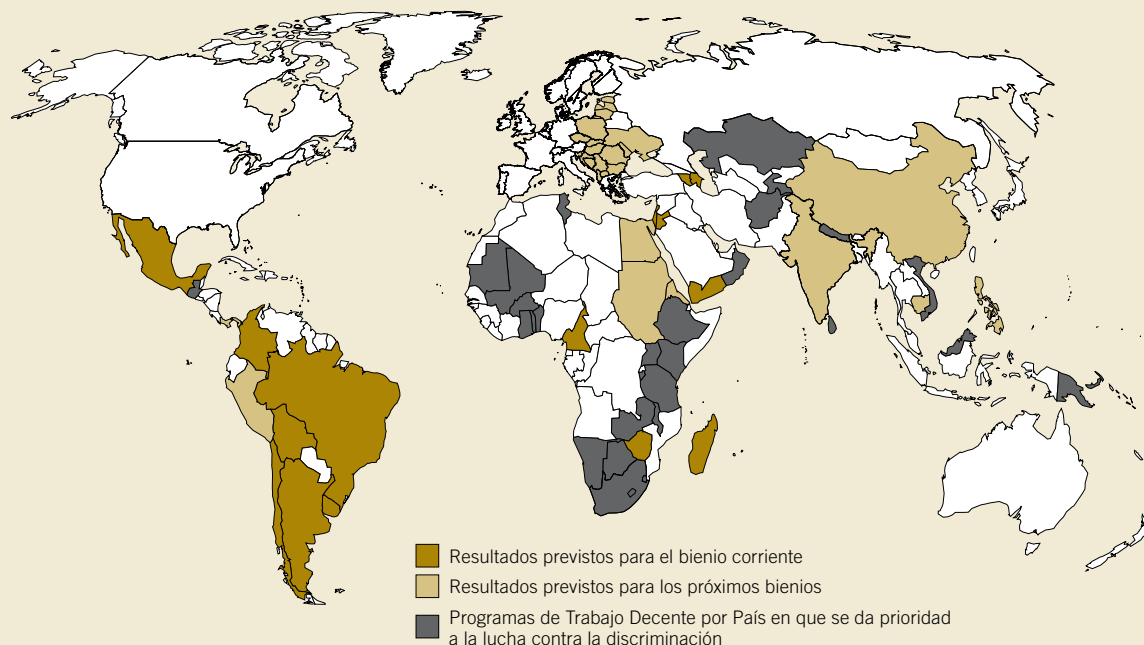 Resultados previstos para el bienio corriente
Resultados previstos para los próximos bienios
Programas de Trabajo Decente por País en que se da prioridad
a la lucha contra la discriminación